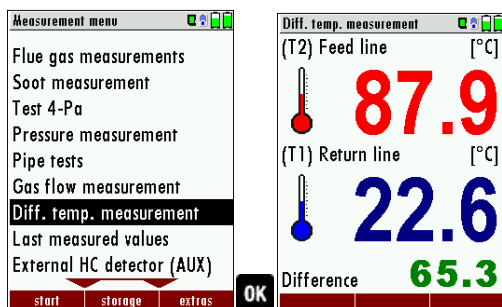 Measurement menu
Flue gas measurements
Soot measurement
Test 4-Pa
Pressure measurement
Pipe tests
Gas flow measurement
Diff. temp. measurement
Last measured values
External HC detector (AUX)
start storage extras
OK
Diff. temp. measurement
(T2) Feed line [°C]
87.9
(T1) Return line [°C]
22.6
Difference 65.3